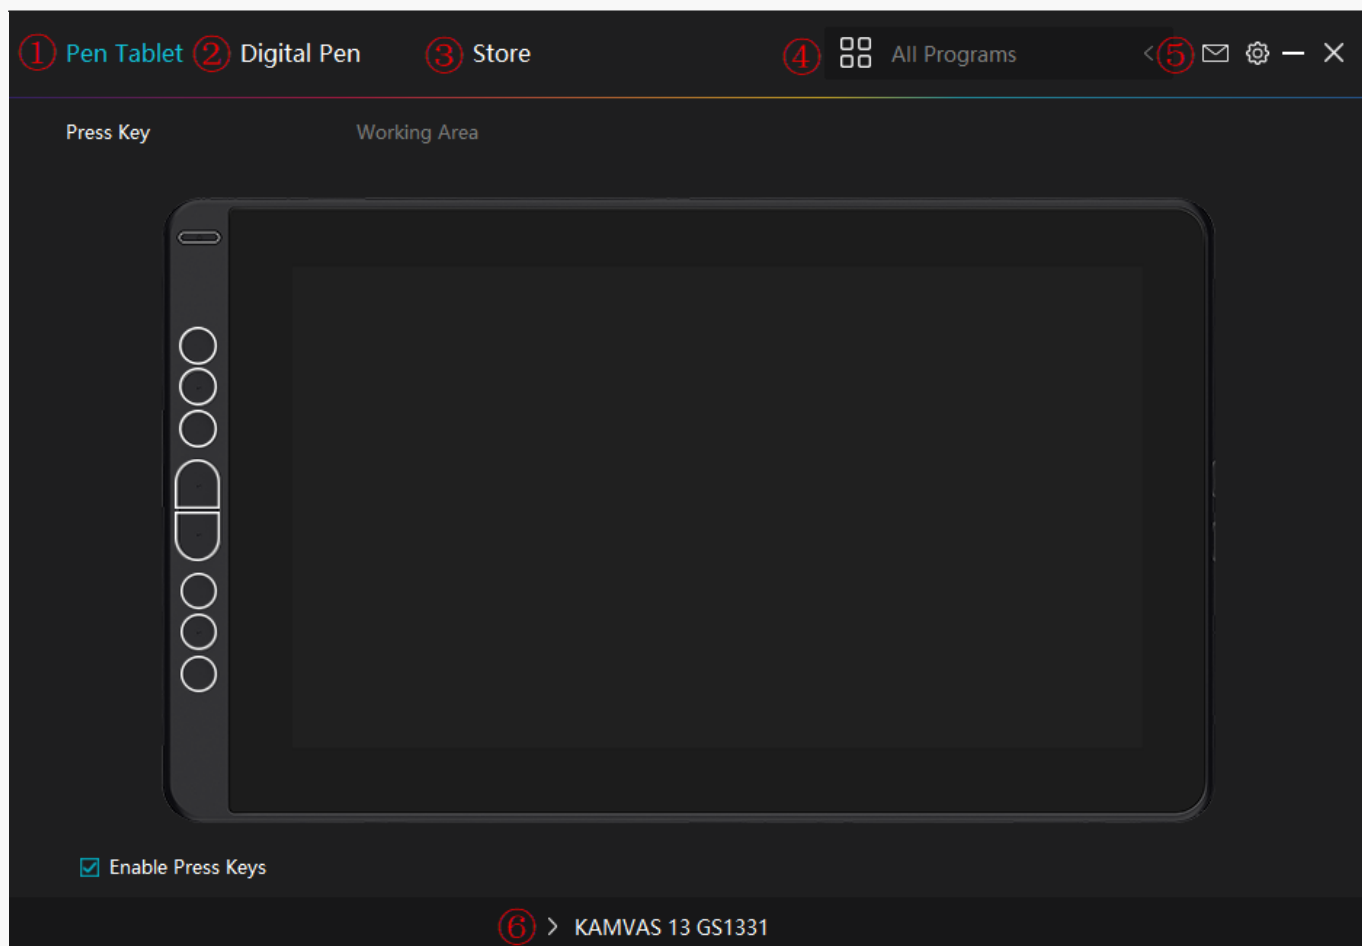 ① Pen Tablet ② Digital Pen ③ Store ④ All Programs ⑤
Press Key Working Area
Enable Press Keys
⑥ > KAMVAS 13 GS1331